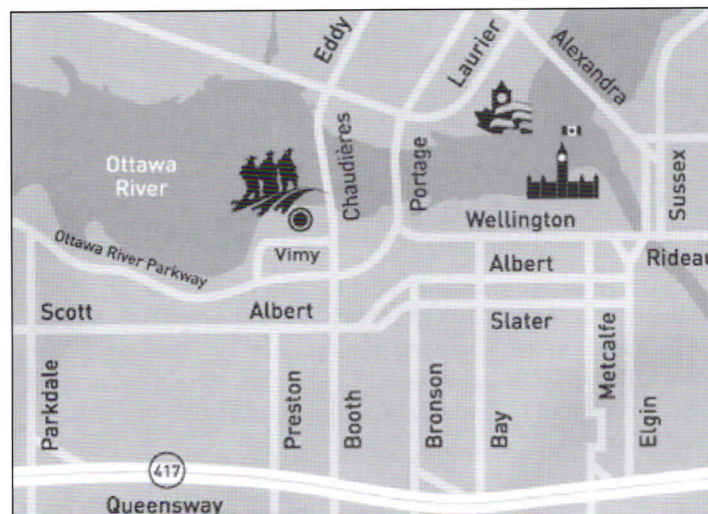 Eddy
Laurier
Alexandra
Ottawa
River
Chaudières
Portage
Sussex
Wellington
Ottawa River Parkway
Vimy
Albert
Rideau
Scott
Albert
Slater
Parkdale
Preston
Booth
Bronson
Bay
Metcalfe
Elgin
417
Queensway